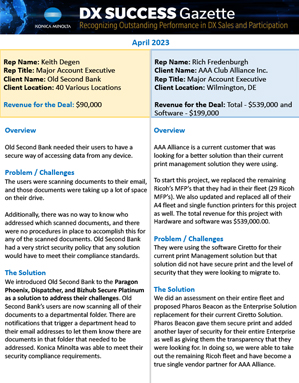 KONICA MINOLTA
DX SUCCESS Gazette
Recognizing Outstanding Performance in DX Sales and Participation
April 2023
Rep Name: Keith Degen
Rep Title: Major Account Executive
Client Name: Old Second Bank
Client Location: 40 Various Locations
Revenue for the Deal: $90,000
Overview
Old Second Bank needed their users to have a
secure way of accessing data from any device.
Problem / Challenges
The users were scanning documents to their email,
and those documents were taking up a lot of space
on their drive.
Additionally, there was no way to know who
addressed which scanned documents, and there
were no procedures in place to accomplish this for
any of the scanned documents. Old Second Bank
had a very strict security policy that any solution
would have to meet their compliance standards.
The Solution
We introduced Old Second Bank to the Paragon
Phoenix, Dispatcher, and Bizhub Secure Platinum
as a solution to address their challenges. Old
Second Bank's users are now scanning all of their
documents to a departmental folder. There are
notifications that trigger a department head to
their email addresses to let them know there are
documents in that folder that needed to be
addressed. Konica Minolta was able to meet their
security compliance requirements.
Rep Name: Rich Fredenburgh
Client Name: AAA Club Alliance Inc.
Rep Title: Major Account Executive
Client Location: Wilmington, DE
Revenue for the Deal: Total - $539,000 and
Software - $199,000
Overview
AAA Alliance is a current customer that was
looking for a better solution than their current
print management solution they were using.
To start this project, we replaced the remaining
Ricoh's MFP's that they had in their fleet (29 Ricoh
MFP's). We also updated and replaced all of their
A4 fleet and single function printers for this project
as well. The total revenue for this project with
Hardware and software was $539,000.00.
Problem / Challenges
They were using the software Ciretto for their
current print Management solution but that
solution did not have secure print and the level of
security that they were looking to migrate to.
The Solution
We did an assessment on their entire fleet and
proposed Pharos Beacon as the Enterprise Solution
replacement for their current Ciretto Solution.
Pharos Beacon gave them secure print and added
another layer of security for their entire Enterprise
as well as giving them the transparency that they
were looking for. In doing so, we were able to take
out the remaining Ricoh fleet and have become a
true single vendor partner for AAA Alliance.